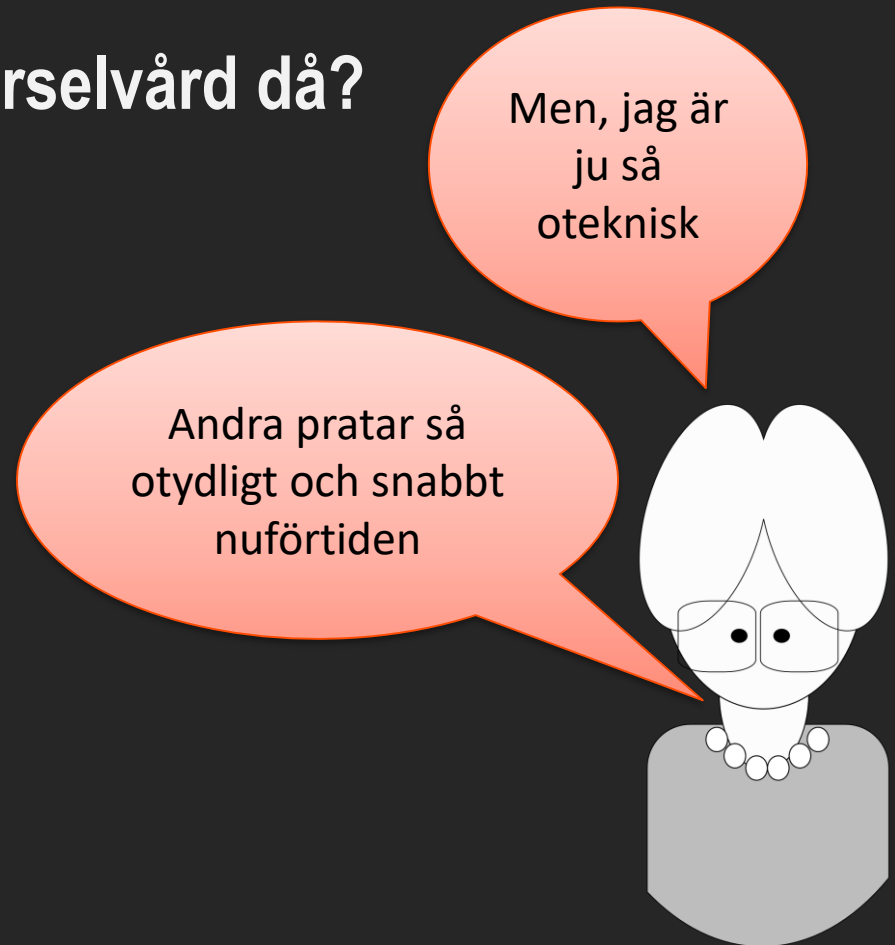 rselvård då?
Men, jag är
ju så
oteknisk
Andra pratar så
otydligt och snabbt
nuförtiden